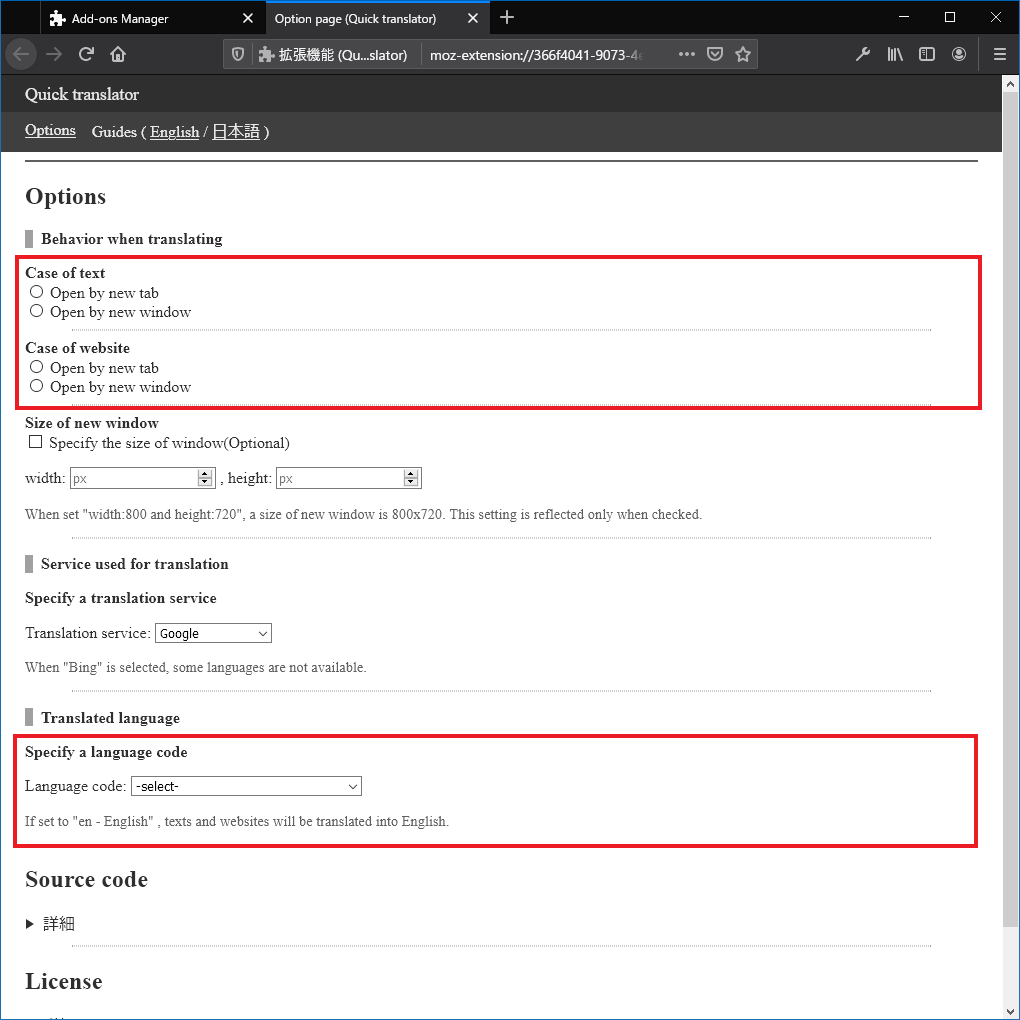 Add-ons Manager
Option page (Quick translator)
拡張機能 (Qu...slator)
moz-extension://366f4041-9073-4
Quick translator
Options Guides ( English / 日本語 )
Options
Behavior when translating
Case of text
Open by new tab
Open by new window
Case of website
Open by new tab
Open by new window
Size of new window
Specify the size of window(Optional)
width: px , height: px
When set "width:800 and height:720", a size of new window is 800x720. This setting is reflected only when checked.
Service used for translation
Specify a translation service
Translation service: Google
When "Bing" is selected, some languages are not available.
Translated language
Specify a language code
Language code: -select-
If set to "en - English" , texts and websites will be translated into English.
Source code
詳細
License